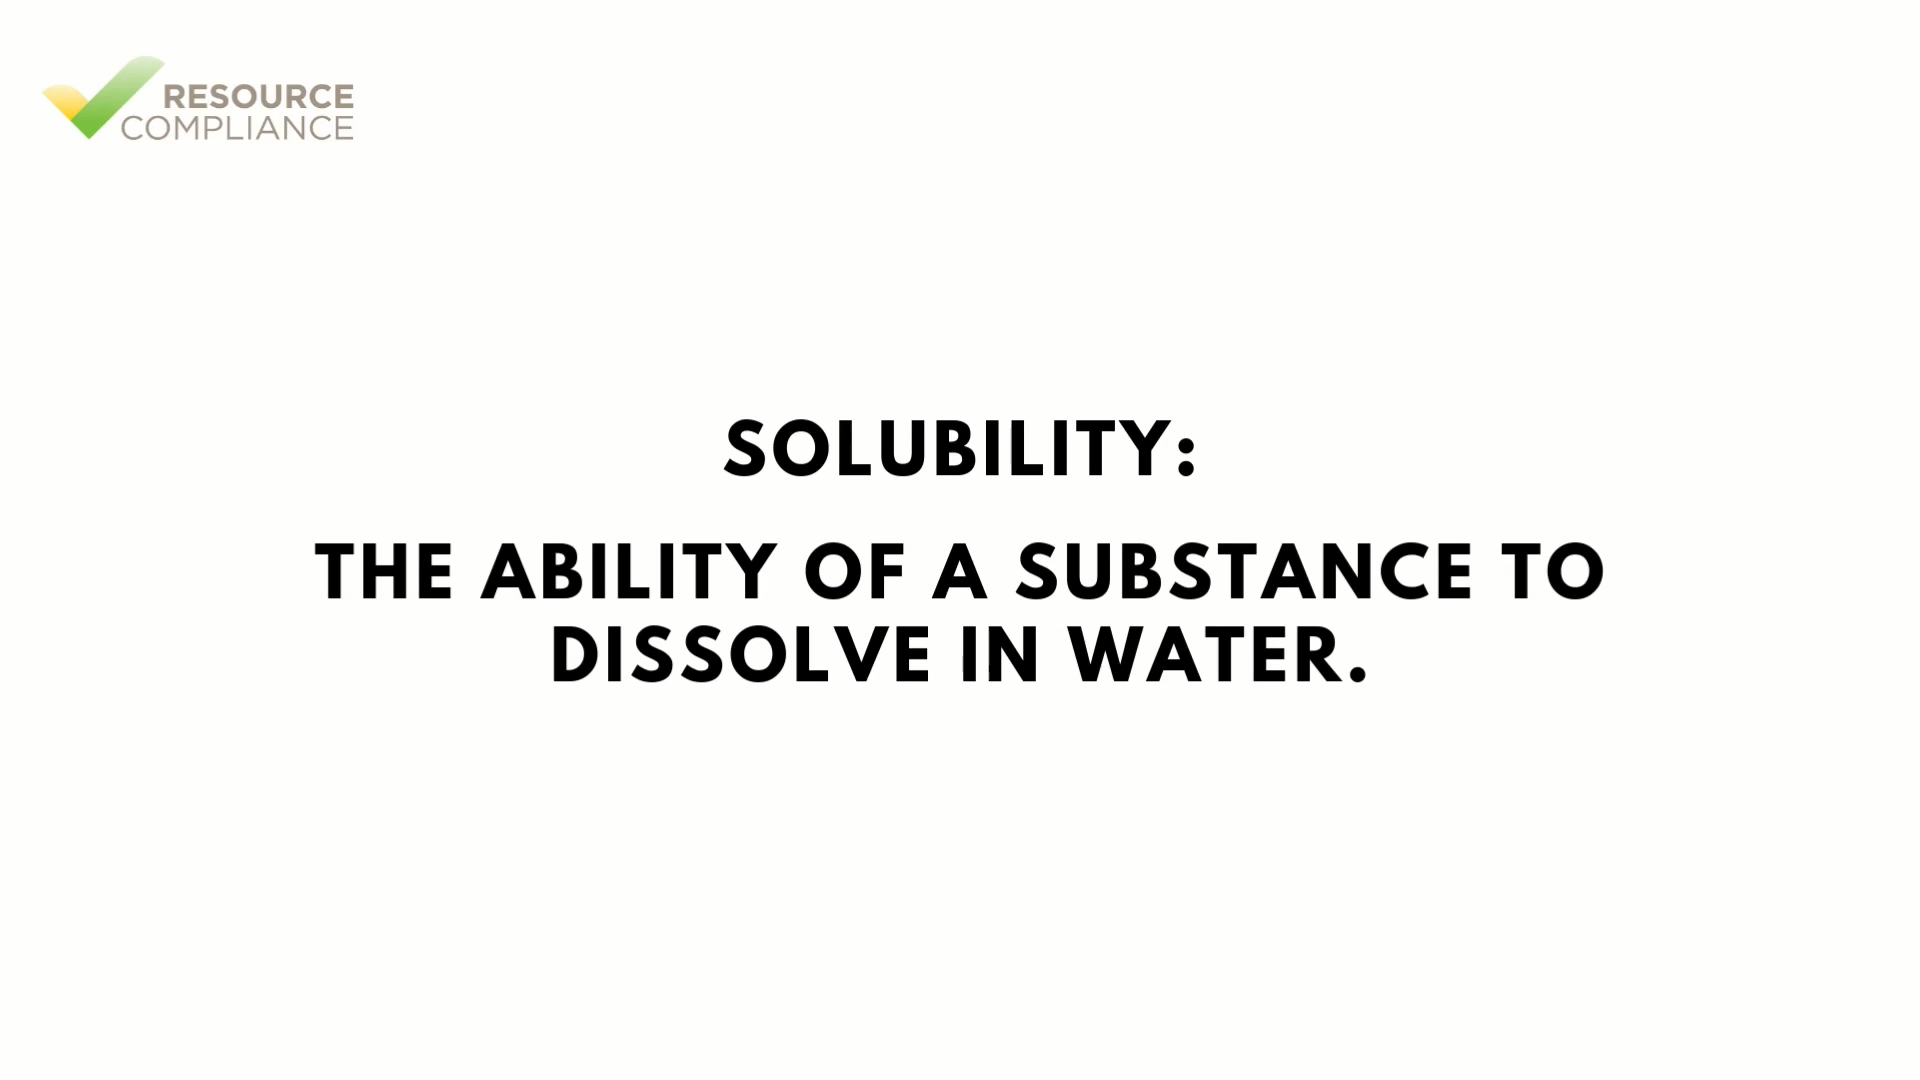 RESOURCE
COMPLIANCE
SOLUBILITY:
THE ABILITY OF A SUBSTANCE TO
DISSOLVE IN WATER.